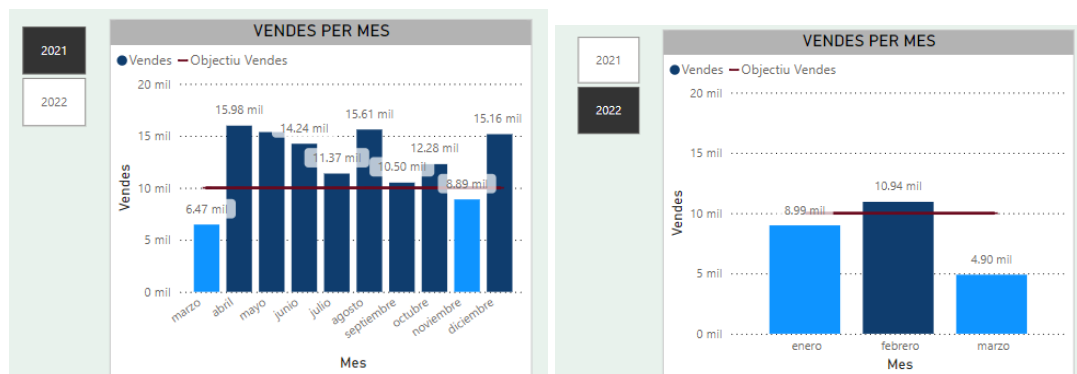 VENDES PER MES
2021
2022
Vendes
Objectiu Vendes
20 mil
15 mil
10 mil
5 mil
0 mil
Vendes
6.47 mil
15.98 mil
14.24 mil
11.37 mil
15.61 mil
10.50 mil
12.28 mil
8.89 mil
15.16 mil
marzo
abril
mayo
junio
julio
agosto
septiembre
octubre
noviembre
diciembre
Mes
VENDES PER MES
2021
2022
Vendes
Objectiu Vendes
20 mil
15 mil
10 mil
5 mil
0 mil
Vendes
8.99 mil
10.94 mil
4.90 mil
enero
febrero
marzo
Mes